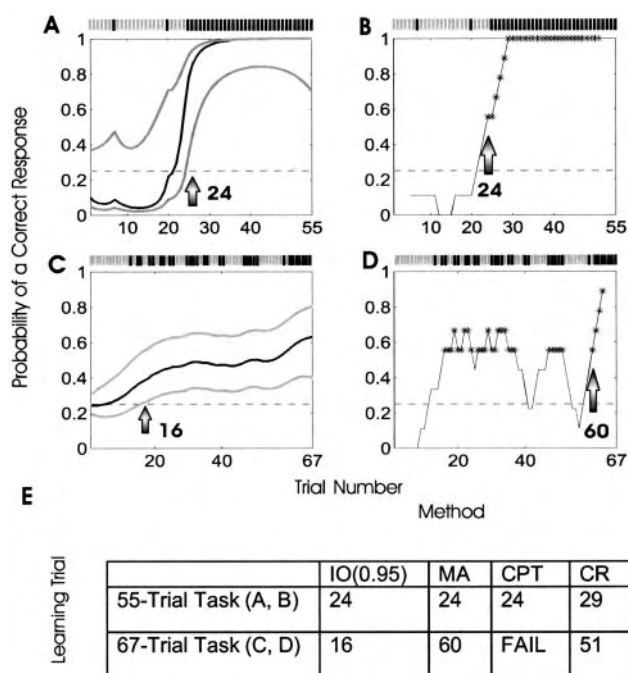 A
B
1
0.8
0.6
0.4
0.2
0
10 20 30 40 55
24
1
0.8
0.6
0.4
0.2
0
10 20 30 40 55
24
C
D
1
0.8
0.6
0.4
0.2
0
20 40 67
16
1
0.8
0.6
0.4
0.2
0
20 40 67
60
Probability of a Correct Response
Trial Number
E
Method
Learning Trial
IO(0.95) MA CPT CR
55-Trial Task (A, B) 24 24 24 29
67-Trial Task (C, D) 16 60 FAIL 51